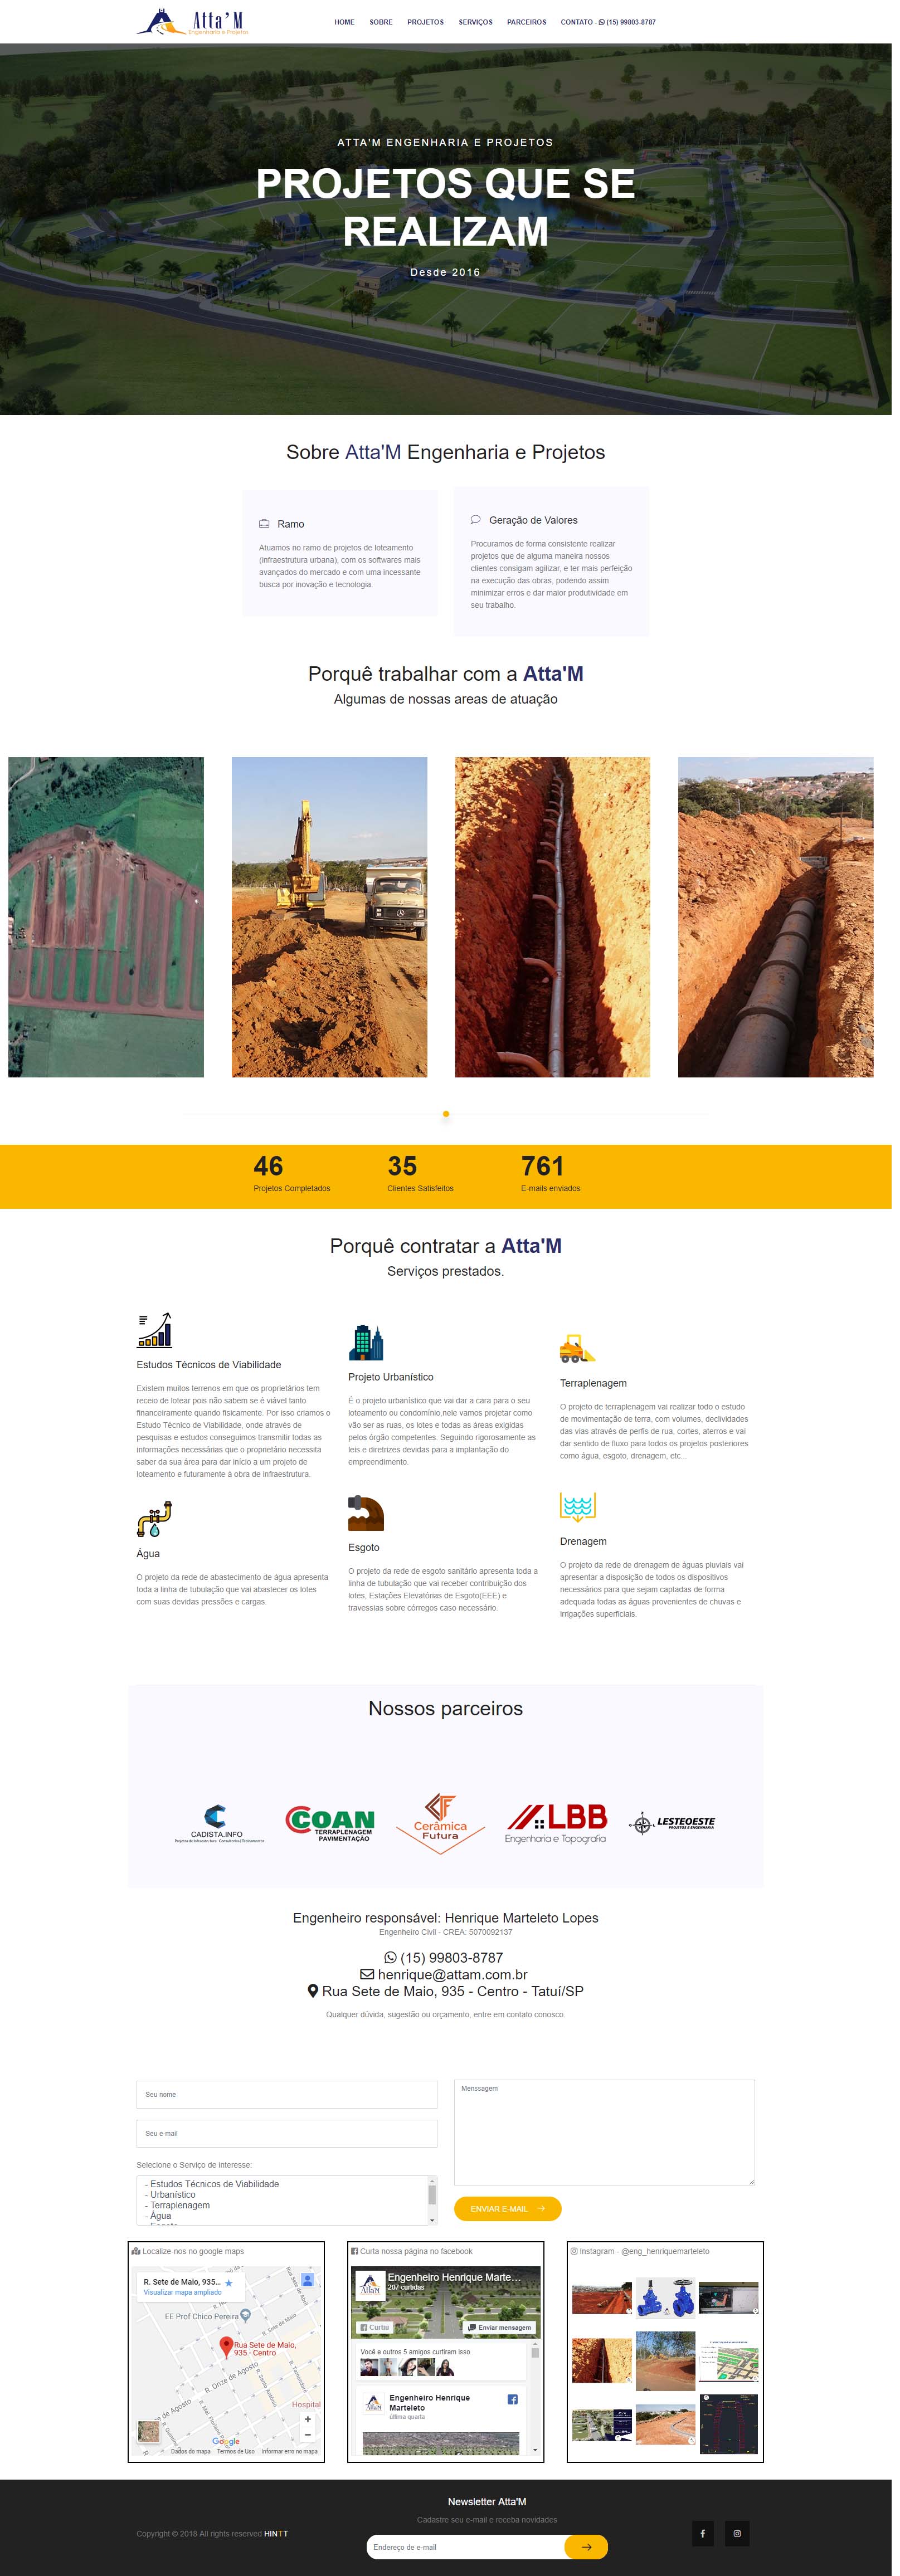 Atta'M
Engenharia e Projetos
HOME SOBRE PROJETOS SERVIÇOS PARCEIROS CONTATO - (15) 99803-8787
ATTA'M ENGENHARIA E PROJETOS
PROJETOS QUE SE
REALIZAM
Desde 2016
Sobre Atta'M Engenharia e Projetos
Ramo
Atuamos no ramo de projetos de loteamento
(infraestrutura urbana), com os softwares mais
avançados do mercado e com uma incessante
busca por inovação e tecnologia.
Geração de Valores
Procuramos de forma consistente realizar
projetos que de alguma maneira nossos
clientes consigam agilizar, e ter mais perfeição
na execução das obras, podendo assim
minimizar erros e dar maior produtividade em
seu trabalho.
Porquê trabalhar com a Atta'M
Algumas de nossas areas de atuação
46
Projetos Completados
35
Clientes Satisfeitos
761
E-mails enviados
Porquê contratar a Atta'M
Serviços prestados.
Estudos Técnicos de Viabilidade
Existem muitos terrenos em que os proprietários tem
receio de lotear pois não sabem se é viável tanto
financeiramente quando fisicamente. Por isso criamos o
Estudo Técnico de Viabilidade, onde através de
pesquisas e estudos conseguimos transmitir todas as
informações necessárias que o proprietário necessita
saber da sua área para dar início a um projeto de
loteamento e futuramente à obra de infraestrutura.
Projeto Urbanístico
É o projeto urbanístico que vai dar a cara para o seu
loteamento ou condomínio,nele vamos projetar como
vão ser as ruas, os lotes e todas as áreas exigidas
pelos órgão competentes. Seguindo rigorosamente as
leis e diretrizes devidas para a implantação do
empreendimento.
Terraplenagem
O projeto de terraplenagem vai realizar todo o estudo
de movimentação de terra, com volumes, declividades
das vias através de perfis de rua, cortes, aterros e vai
dar sentido de fluxo para todos os projetos posteriores
como água, esgoto, drenagem, etc...
Água
O projeto da rede de abastecimento de água apresenta
toda a linha de tubulação que vai abastecer os lotes
com suas devidas pressões e cargas.
Esgoto
O projeto da rede de esgoto sanitário apresenta toda a
linha de tubulação que vai receber contribuição dos
lotes, Estações Elevatórias de Esgoto(EEE) e
travessias sobre córregos caso necessário.
Drenagem
O projeto da rede de drenagem de águas pluviais vai
apresentar a disposição de todos os dispositivos
necessários para que sejam captadas de forma
adequada todas as águas provenientes de chuvas e
irrigações superficiais.
Nossos parceiros
CADISTA.INFO
COAN
TERRAPLENAGEM
PAVIMENTAÇÃO
Cerâmica
Futura
LBB
Engenharia e Topografia
LESTEOESTE
PROJETOS E ENGENHARIA
Engenheiro responsável: Henrique Marteleto Lopes
Engenheiro Civil - CREA: 5070092137
(15) 99803-8787
henrique@attam.com.br
Rua Sete de Maio, 935 - Centro - Tatuí/SP
Qualquer dúvida, sugestão ou orçamento, entre em contato conosco.
Seu nome
Seu e-mail
Selecione o Serviço de interesse:
- Estudos Técnicos de Viabilidade
- Urbanístico
- Terraplenagem
- Água
- Esgoto
Menssagem
ENVIAR E-MAIL
Localize-nos no google maps
R. Sete de Maio, 935...
Visualizar mapa ampliado
EE Prof Chico Pereira
R. Sete de Maio
Rua Sete de Maio,
935 - Centro
R. Onze de Agosto
Hospital
Google
Dados do mapa Termos de Uso Informar erro no mapa
Curta nossa página no facebook
Engenheiro Henrique Marte...
207 curtidas
Curtiu
Enviar mensagem
Você e outros 5 amigos curtiram isso
Engenheiro Henrique
Marteleto
última quarta
Instagram - @eng_henriquemarteleto
Newsletter Atta'M
Cadastre seu e-mail e receba novidades
Copyright © 2018 All rights reserved HINTT
Endereço de e-mail